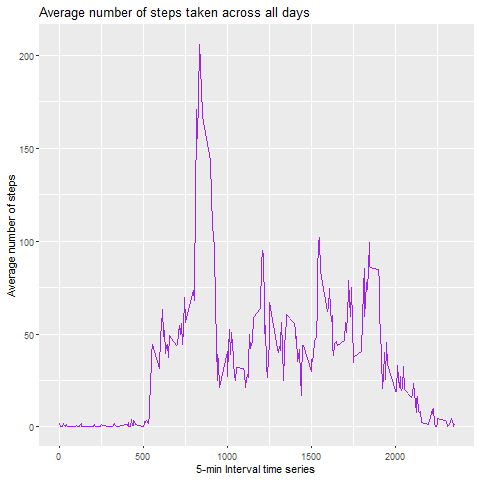 Average number of steps taken across all days
Average number of steps
200
150
100
50
0
0 500 1000 1500 2000
5-min Interval time series